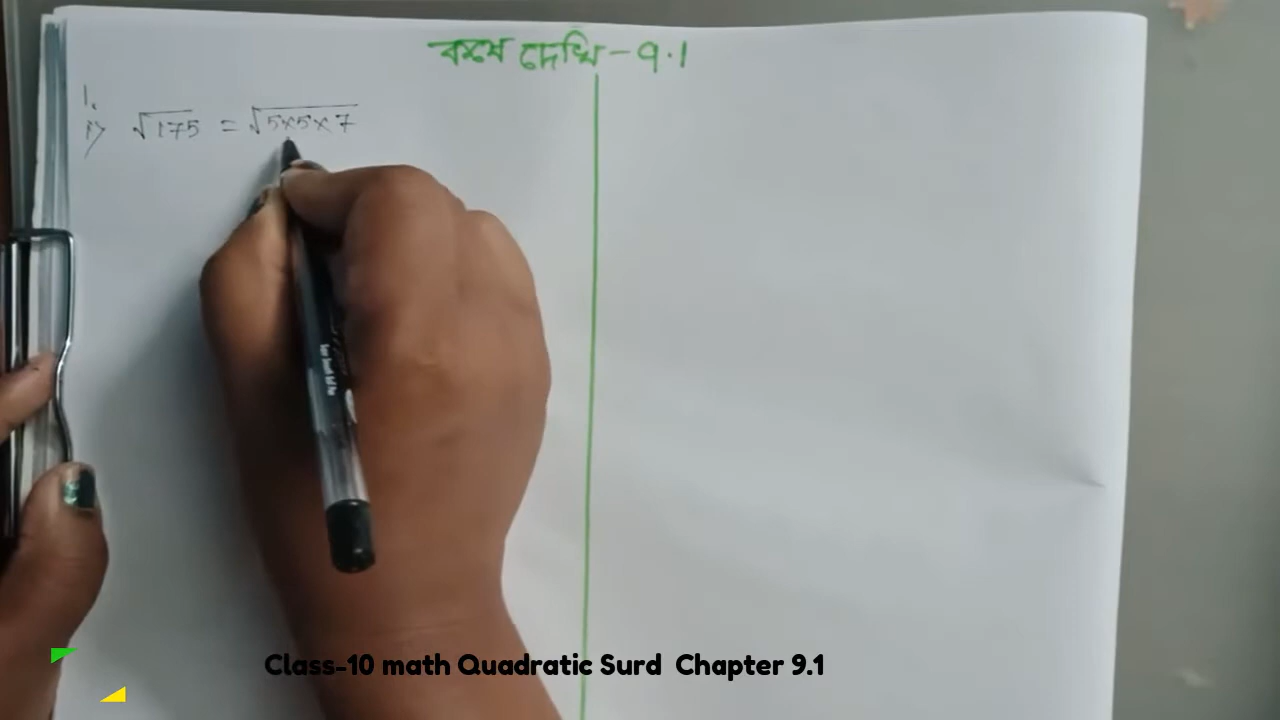 কষে দেখি - 9.1
1.
i> √175 = √5×5×7
Class-10 math Quadratic Surd Chapter 9.1